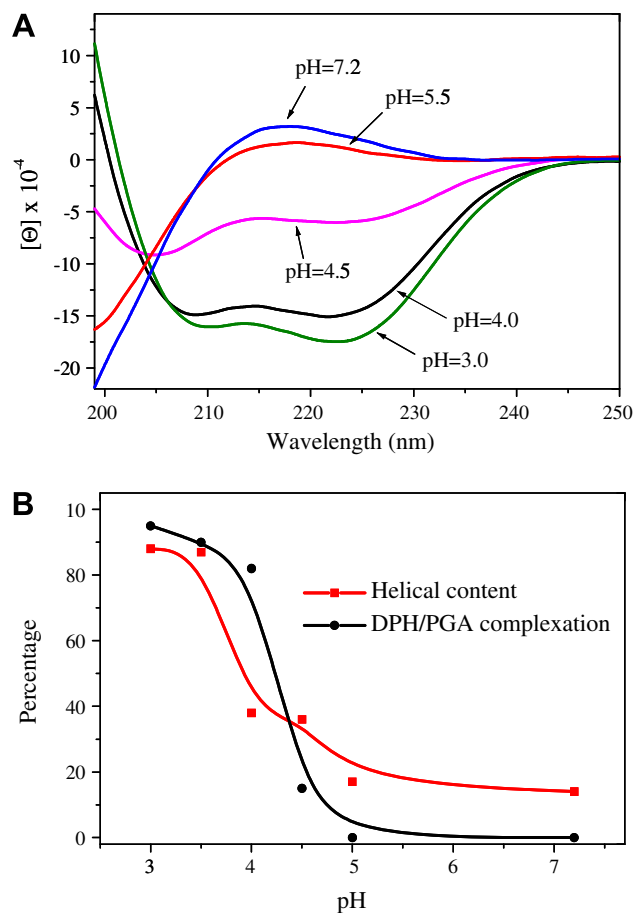 A
[Θ] x 10-4
10
5
0
-5
-10
-15
-20
pH=7.2
pH=5.5
pH=4.5
pH=4.0
pH=3.0
200 210 220 230 240 250
Wavelength (nm)
B
Percentage
10
80
60
40
20
0
Helical content
DPH/PGA complexation
3 4 5 6 7
pH